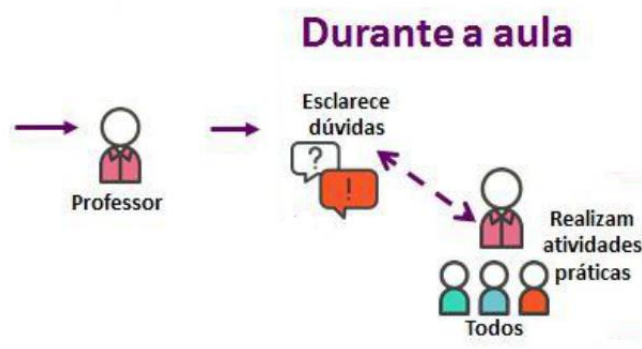 Durante a aula
Esclarece
dúvidas
?
!
Professor
Realizam
atividades
práticas
Todos